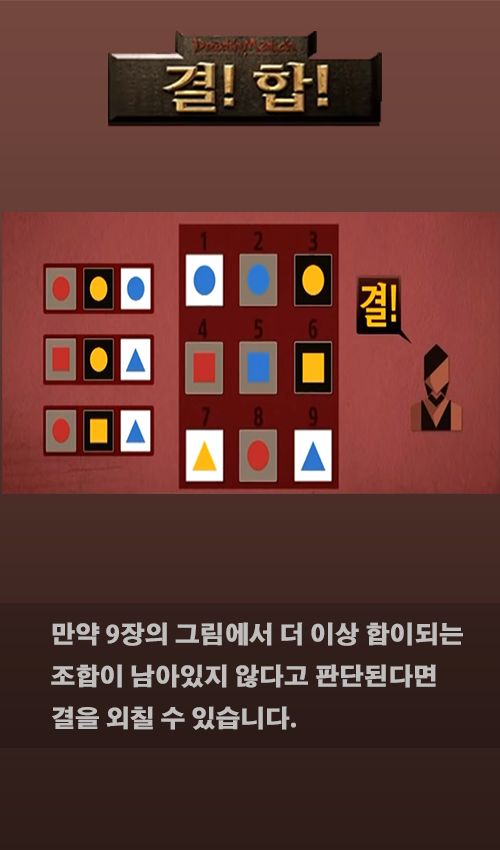 Death Match
결! 합!
1 2 3
결!
4 5 6
7 8 9
만약 9장의 그림에서 더 이상 합이되는
조합이 남아있지 않다고 판단된다면
결을 외칠 수 있습니다.